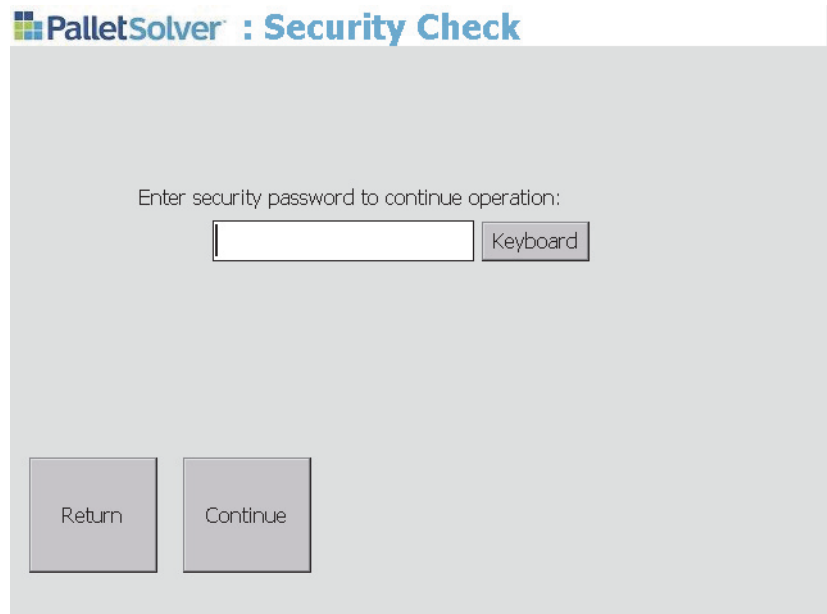 PalletSolver : Security Check
Enter security password to continue operation:
Keyboard
Return Continue